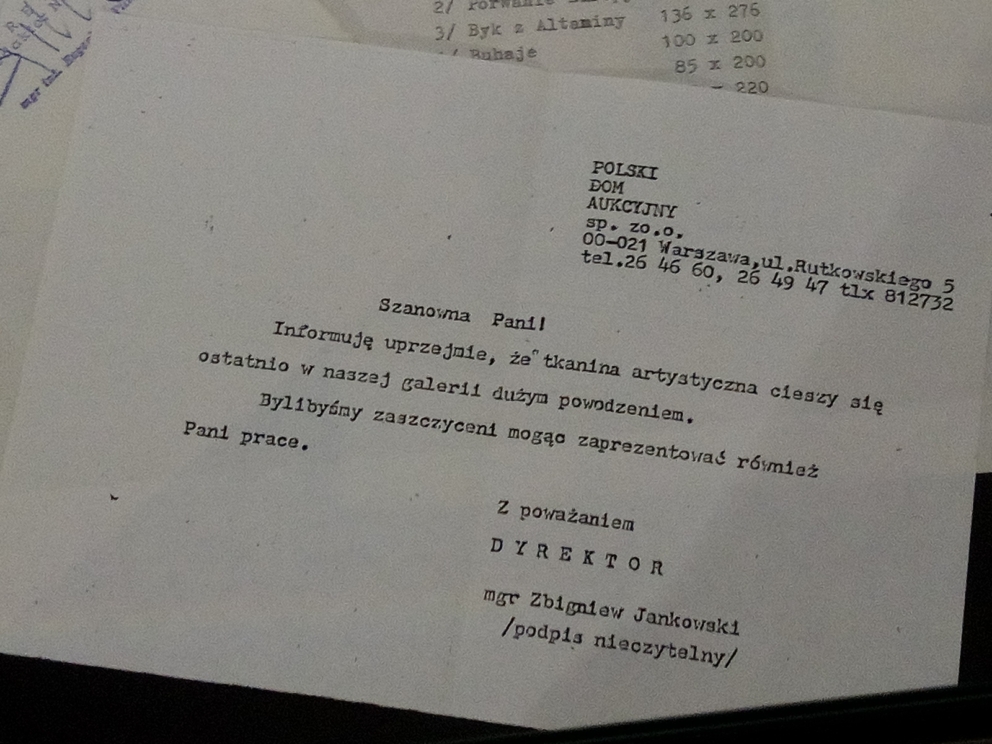 3/ Byk z Altaminy 136 x 276
Buhaje 100 x 200
85 x 200
220
mgr inż.
POLSKI
DOM
AUKCYJNY
sp. zo.o.
00-021 Warszawa,ul.Rutkowskiego 5
tel.26 46 60, 26 49 47 tlx 812732
Szanowna Pani!
Informuję uprzejmie, że tkanina artystyczna cieszy się
ostatnio w naszej galerii dużym powodzeniem.
Bylibyśmy zaszczyceni mogąc zaprezentować również
Pani prace.
Z poważaniem
D Y R E K T O R
mgr Zbigniew Jankowski
/podpis nieczytelny/